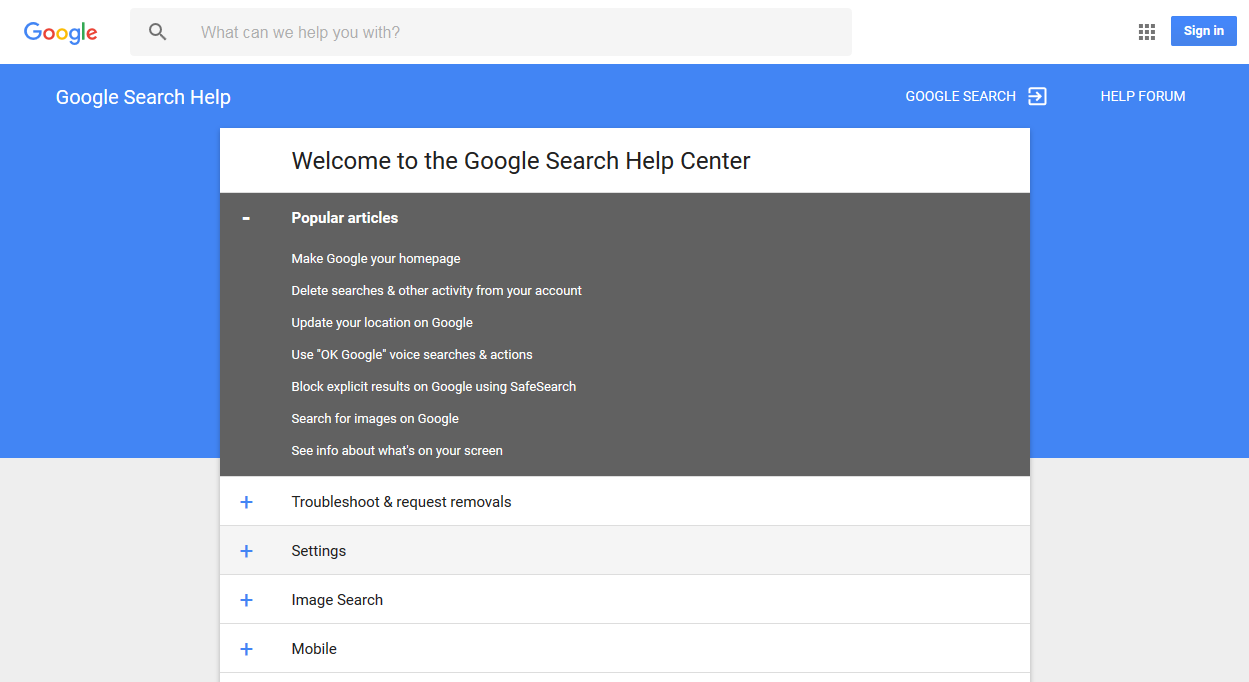 Google
What can we help you with?
Sign in
Google Search Help
GOOGLE SEARCH
HELP FORUM
Welcome to the Google Search Help Center
- Popular articles
Make Google your homepage
Delete searches & other activity from your account
Update your location on Google
Use "OK Google" voice searches & actions
Block explicit results on Google using SafeSearch
Search for images on Google
See info about what's on your screen
+ Troubleshoot & request removals
+ Settings
+ Image Search
+ Mobile